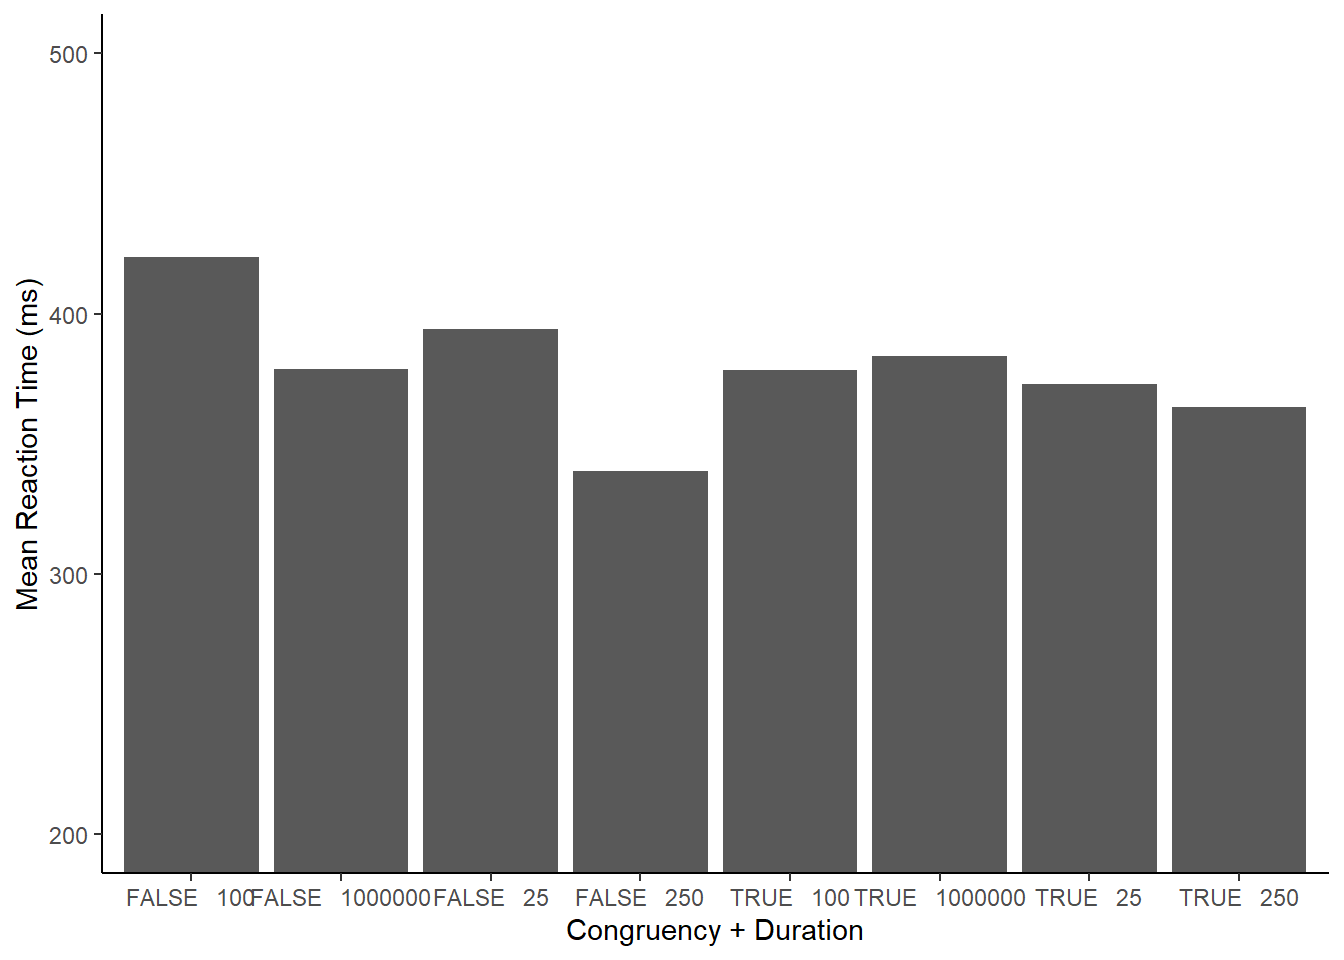 500
400
300
200
Mean Reaction Time (ms)
FALSE 100 FALSE 1000000 FALSE 25 FALSE 250 TRUE 100 TRUE 1000000 TRUE 25 TRUE 250
Congruency + Duration